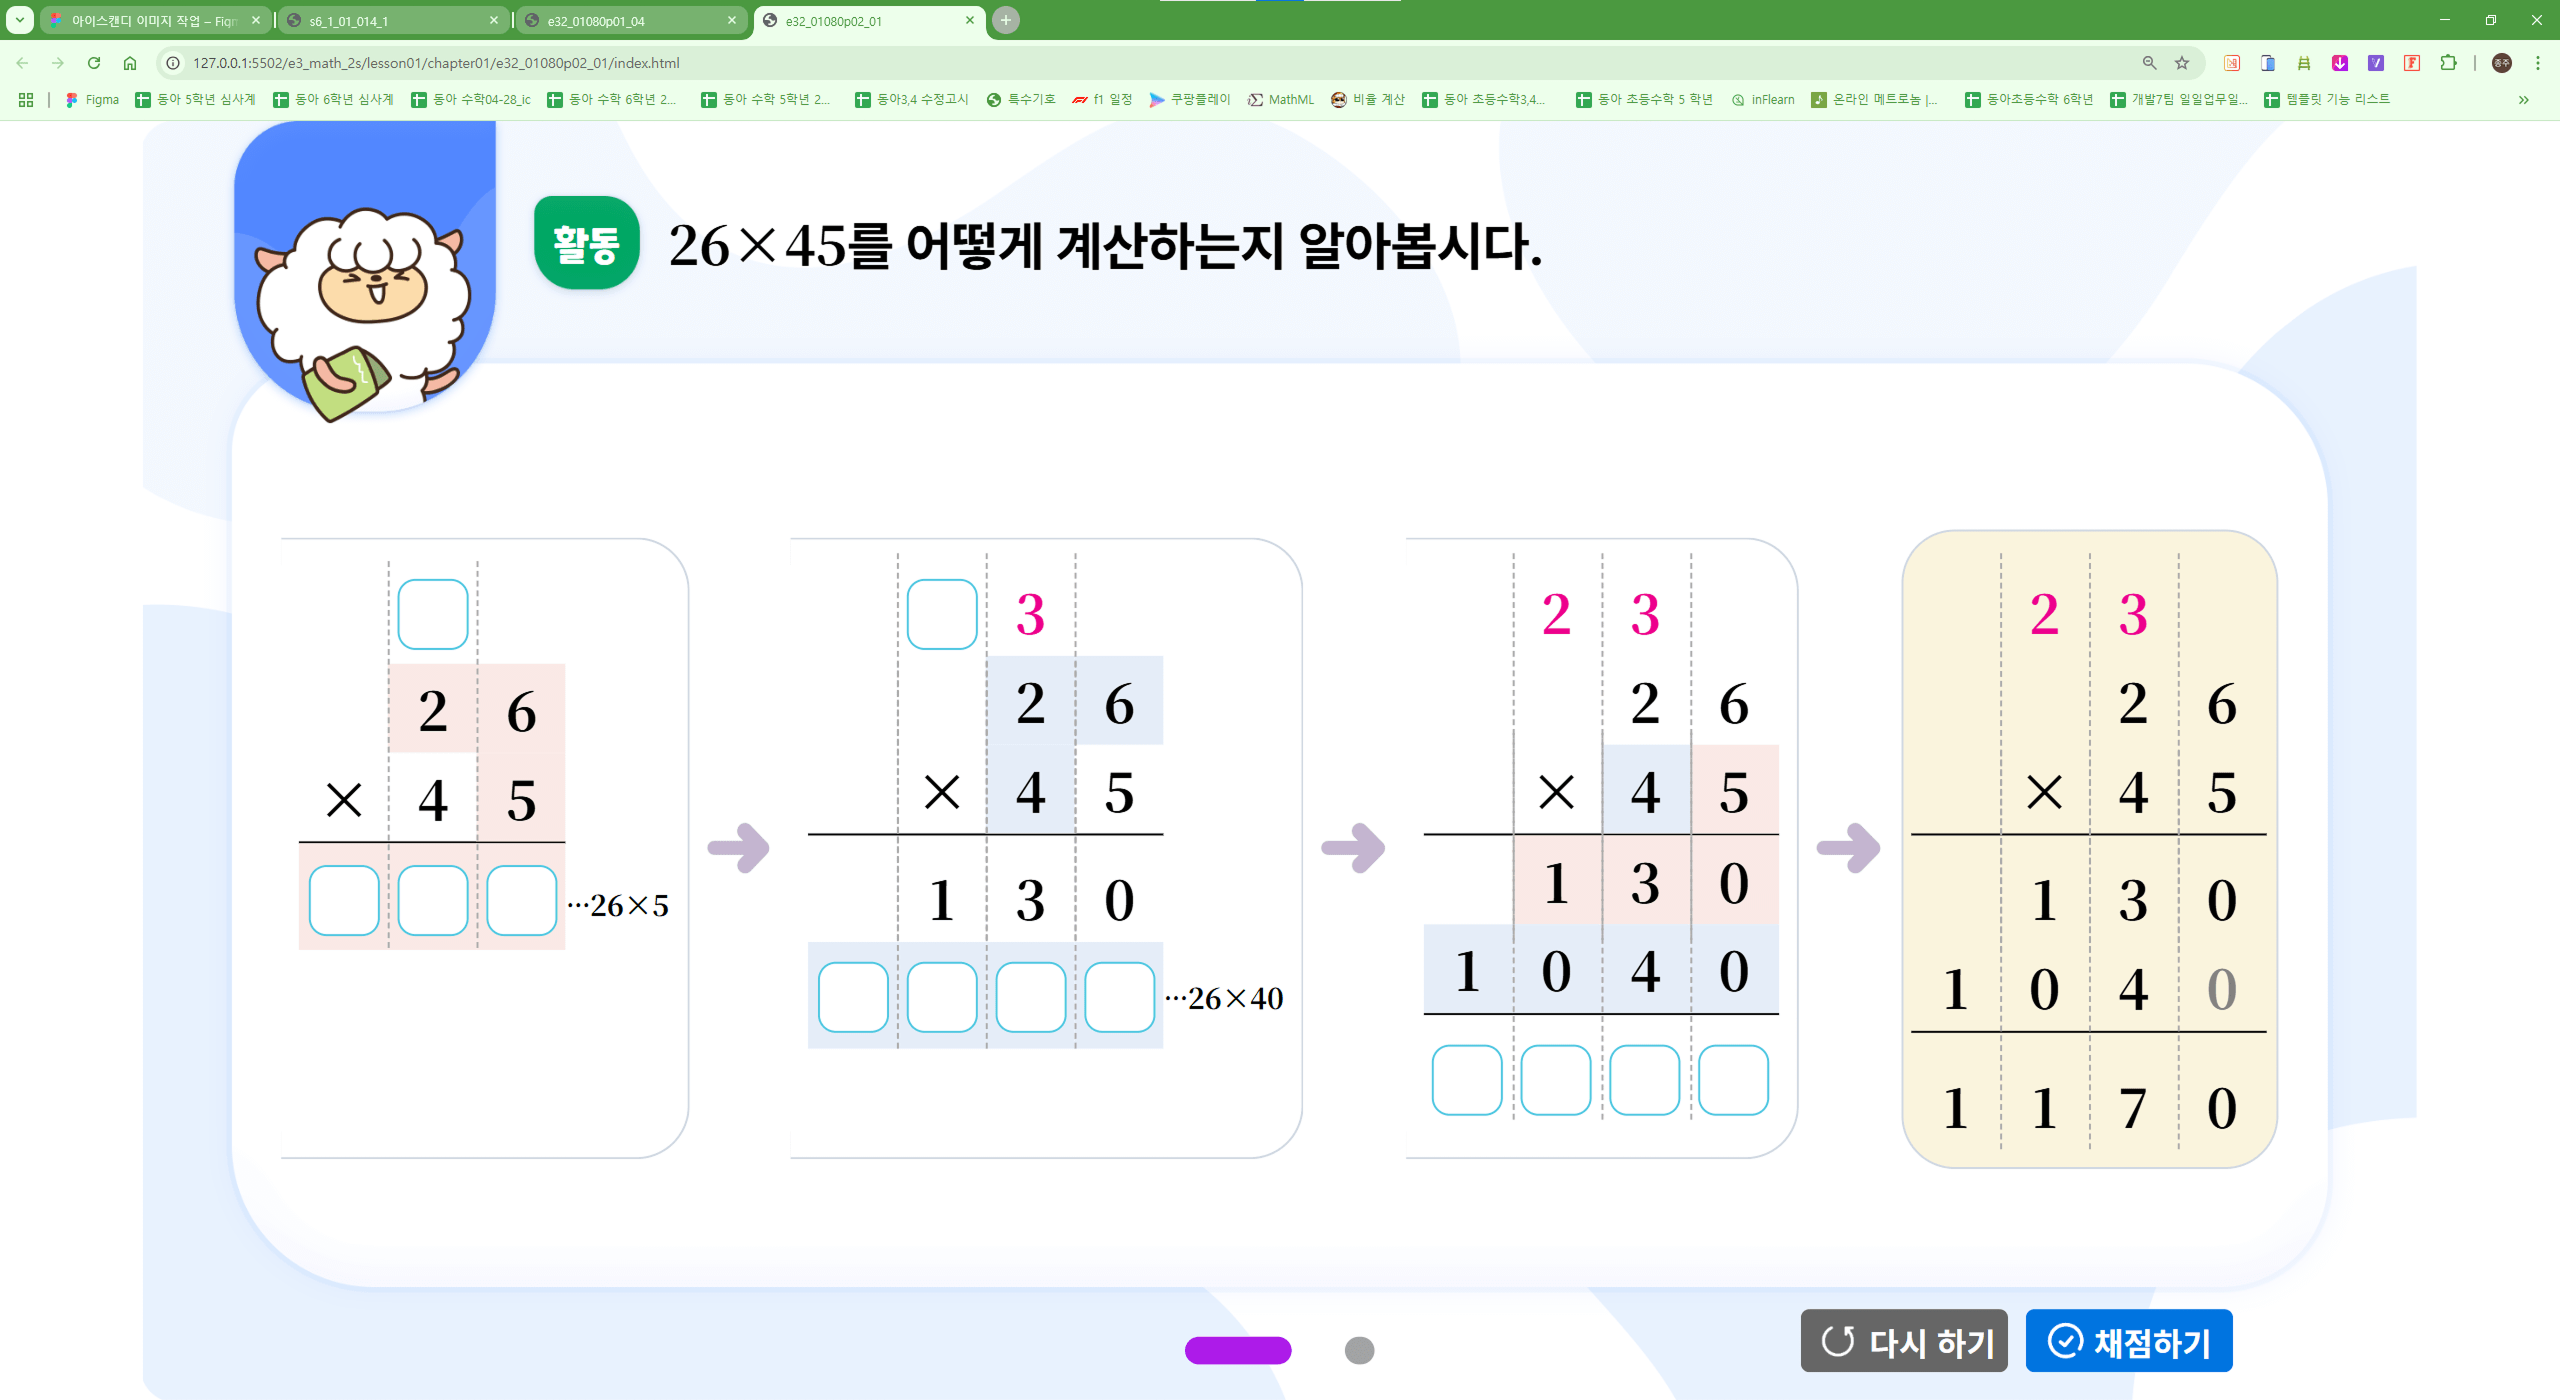 아이스캔디 이미지 작업 – Figm
s6_1_01_014_1
e32_01080p01_04
e32_01080p02_01
127.0.0.1:5502/e3_math_2s/lesson01/chapter01/e32_01080p02_01/index.html
종주
Figma
동아 5학년 심사계
동아 6학년 심사계
동아 수학04-28_ic
동아 수학 6학년 2...
동아 수학 5학년 2...
동아3,4 수정고시
특수기호
f1 일정
쿠팡플레이
MathML
비율 계산
동아 초등수학3,4...
동아 초등수학 5 학년
inFlearn
온라인 메트로놈 |...
동아초등수학 6학년
개발7팀 일일업무일...
템플릿 기능 리스트
활동 26×45를 어떻게 계산하는지 알아봅시다.
2 6
× 4 5
···26×5
3
2 6
× 4 5
1 3 0
···26×40
2 3
2 6
× 4 5
1 3 0
1 0 4 0
2 3
2 6
× 4 5
1 3 0
1 0 4 0
1 1 7 0
다시 하기
채점하기